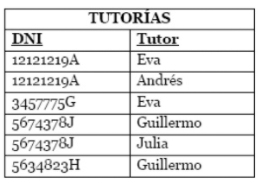 TUTORÍAS
DNI Tutor
12121219A Eva
12121219A Andrés
3457775G Eva
5674378J Guillermo
5674378J Julia
5634823H Guillermo